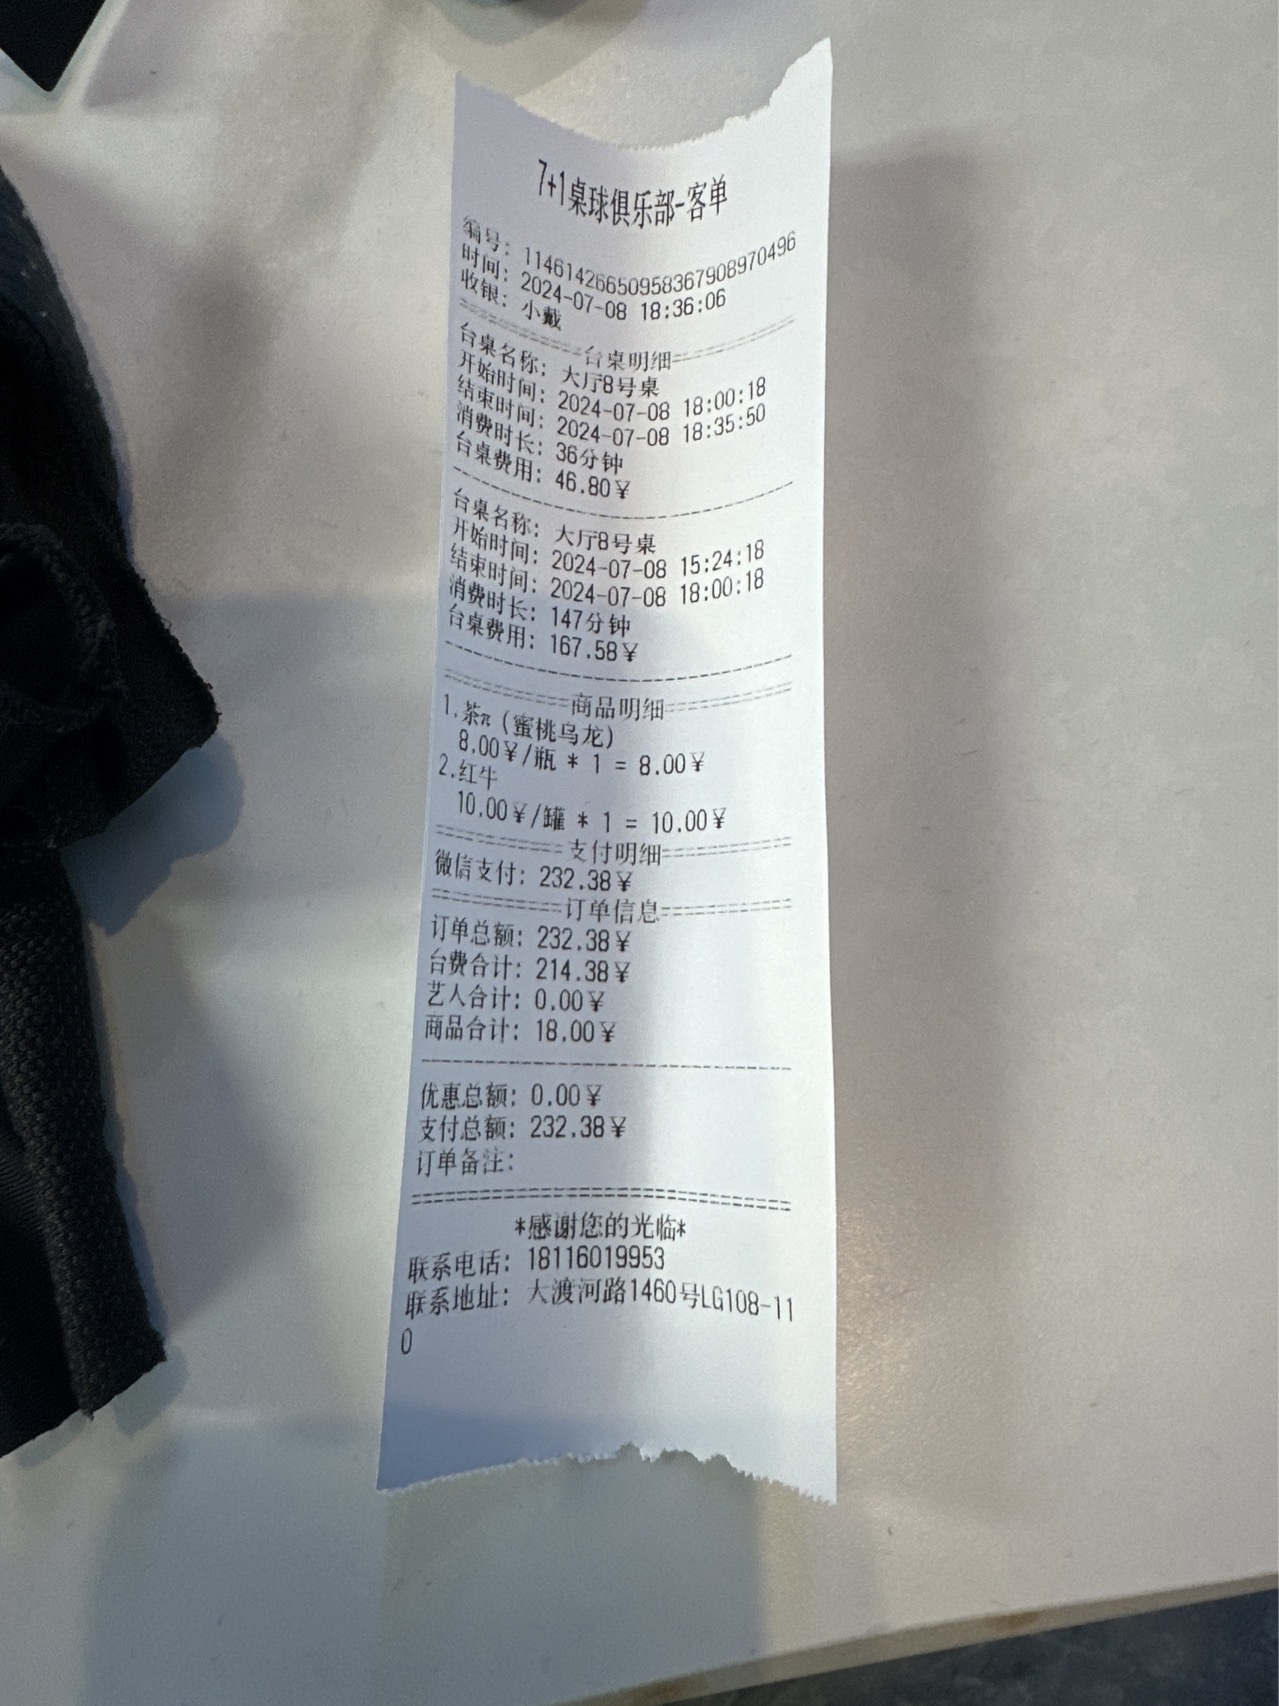 7+1桌球俱乐部-客单
编号: 1146142665095836790897​0496
时间: 2024-07-08 18:36:06
收银: 小戴
==========台桌明细==========
台桌名称: 大厅8号桌
开始时间: 2024-07-08 18:00:18
结束时间: 2024-07-08 18:35:50
消费时长: 36分钟
台桌费用: 46.80¥
--------------------------------
台桌名称: 大厅8号桌
开始时间: 2024-07-08 15:24:18
结束时间: 2024-07-08 18:00:18
消费时长: 147分钟
台桌费用: 167.58¥
--------------------------------
==========商品明细==========
1.茶π(蜜桃乌龙)
8.00¥/瓶 * 1 = 8.00¥
2.红牛
10.00¥/罐 * 1 = 10.00¥
==========支付明细==========
微信支付: 232.38¥
==========订单信息==========
订单总额: 232.38¥
台费合计: 214.38¥
艺人合计: 0.00¥
商品合计: 18.00¥
--------------------------------
优惠总额: 0.00¥
支付总额: 232.38¥
订单备注:
================================
*感谢您的光临*
联系电话: 18116019953
联系地址: 大渡河路1460号LG108-11
0